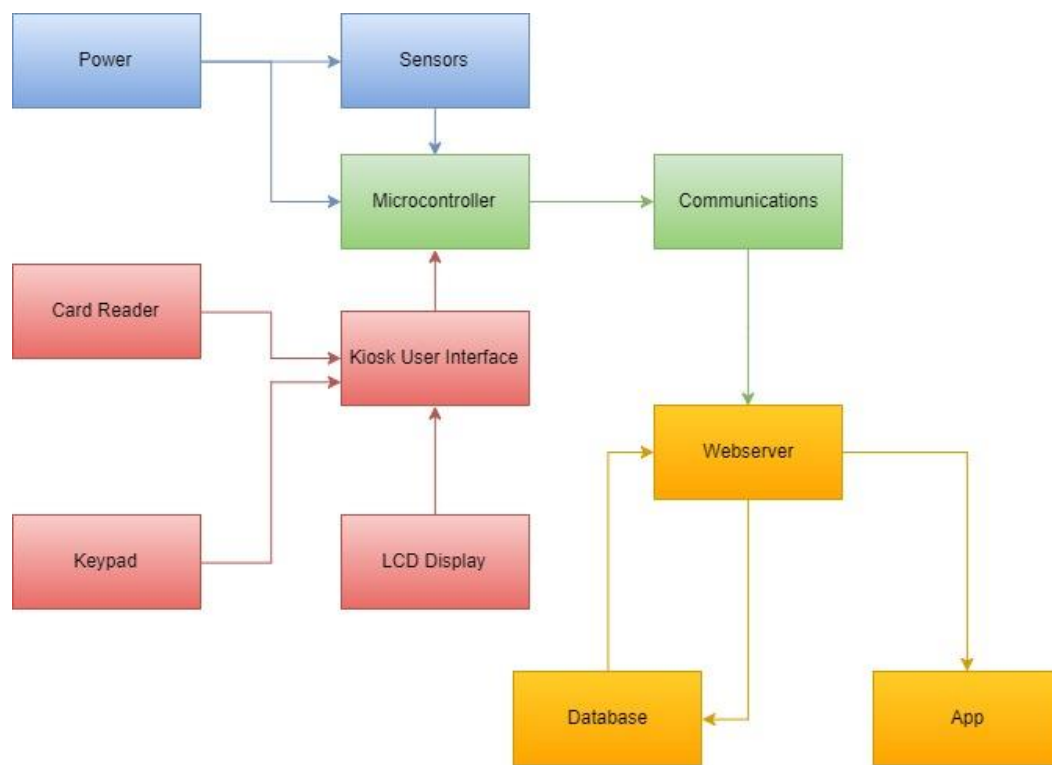 Power
Sensors
Microcontroller
Communications
Card Reader
Kiosk User Interface
Webserver
Keypad
LCD Display
Database
App